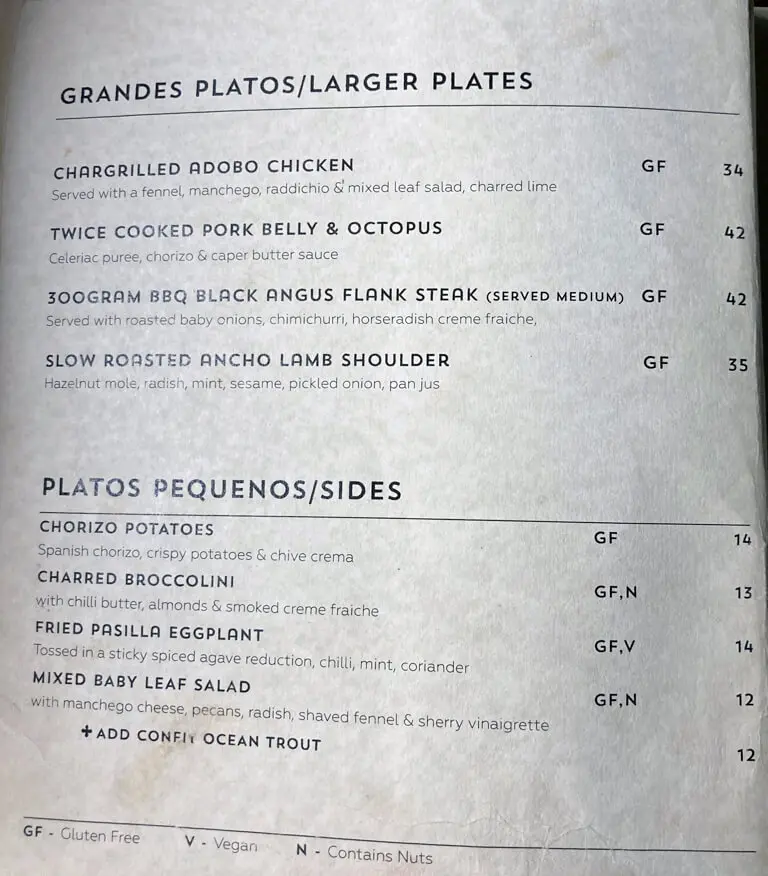 GRANDES PLATOS/LARGER PLATES
CHARGRILLED ADOBO CHICKEN GF 34
Served with a fennel, manchego, raddichio & mixed leaf salad, charred lime
TWICE COOKED PORK BELLY & OCTOPUS GF 42
Celeriac puree, chorizo & caper butter sauce
300GRAM BBQ BLACK ANGUS FLANK STEAK (SERVED MEDIUM) GF 42
Served with roasted baby onions, chimichurri, horseradish creme fraiche,
SLOW ROASTED ANCHO LAMB SHOULDER GF 35
Hazelnut mole, radish, mint, sesame, pickled onion, pan jus
PLATOS PEQUENOS/SIDES
CHORIZO POTATOES GF 14
Spanish chorizo, crispy potatoes & chive crema
CHARRED BROCCOLINI GF,N 13
with chilli butter, almonds & smoked creme fraiche
FRIED PASILLA EGGPLANT GF,V 14
Tossed in a sticky spiced agave reduction, chilli, mint, coriander
MIXED BABY LEAF SALAD GF,N 12
with manchego cheese, pecans, radish, shaved fennel & sherry vinaigrette
+ADD CONFIT OCEAN TROUT 12
GF - Gluten Free V - Vegan N - Contains Nuts